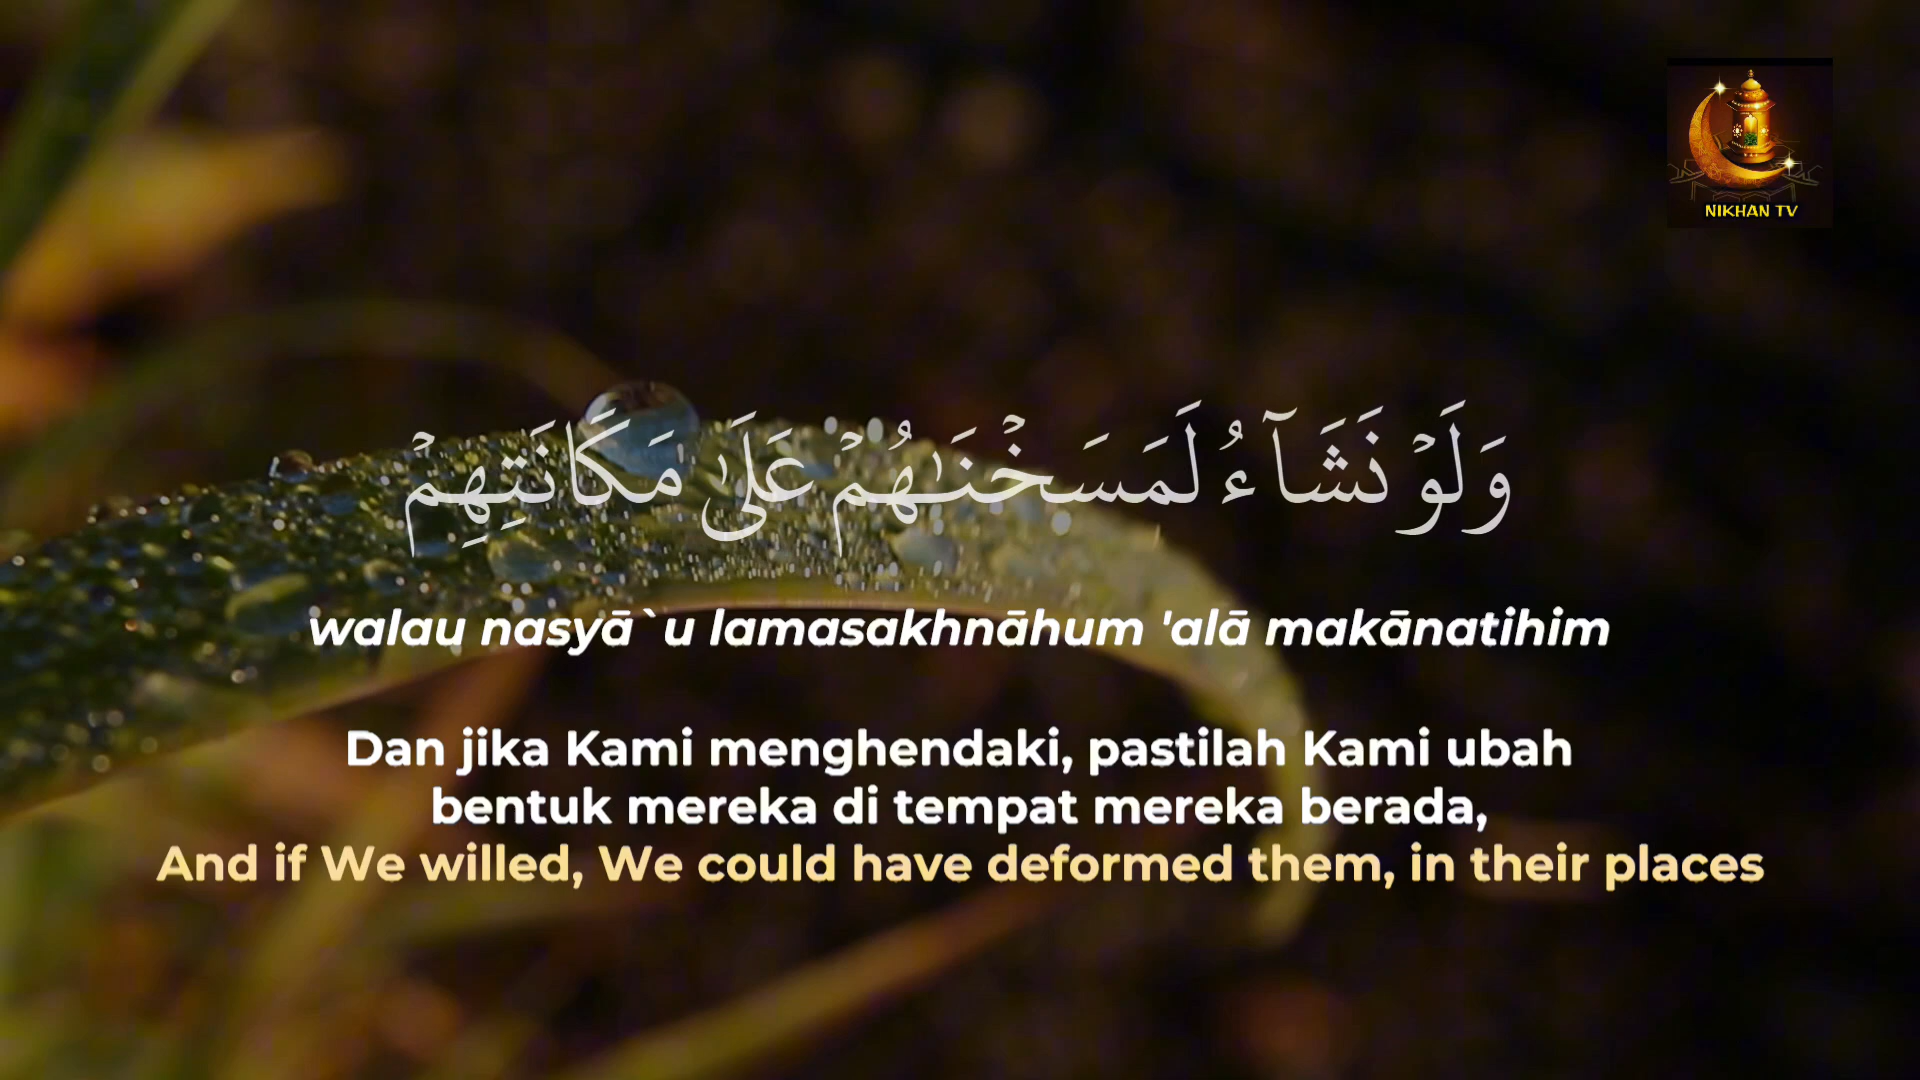 NIKHAN TV
وَلَوۡ نَشَآءُ لَمَسَخۡنَٰهُمۡ عَلَىٰ مَكَانَتِهِمۡ
walau nasyā`u lamasakhnāhum 'alā makānatihim
Dan jika Kami menghendaki, pastilah Kami ubah
bentuk mereka di tempat mereka berada,
And if We willed, We could have deformed them, in their places